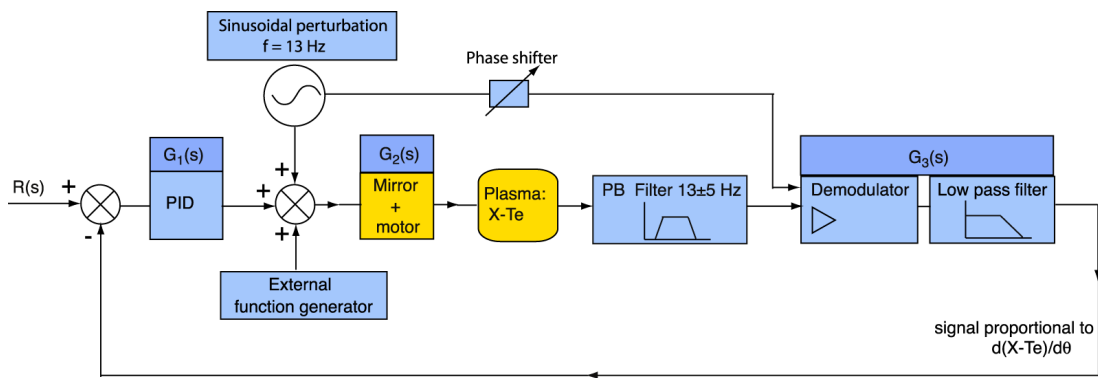 Sinusoidal perturbation
f = 13 Hz
Phase shifter
G1(s)
G2(s)
G3(s)
R(s)
+
-
PID
+
+
+
Mirror
+
motor
Plasma:
X-Te
PB Filter 13±5 Hz
Demodulator
Low pass filter
External
function generator
signal proportional to
d(X-Te)/dθ